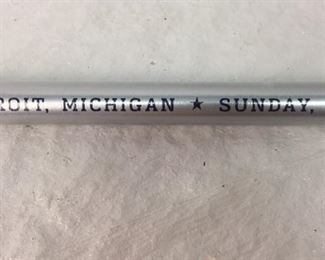 ROIT, MICHIGAN ★ SUNDAY,